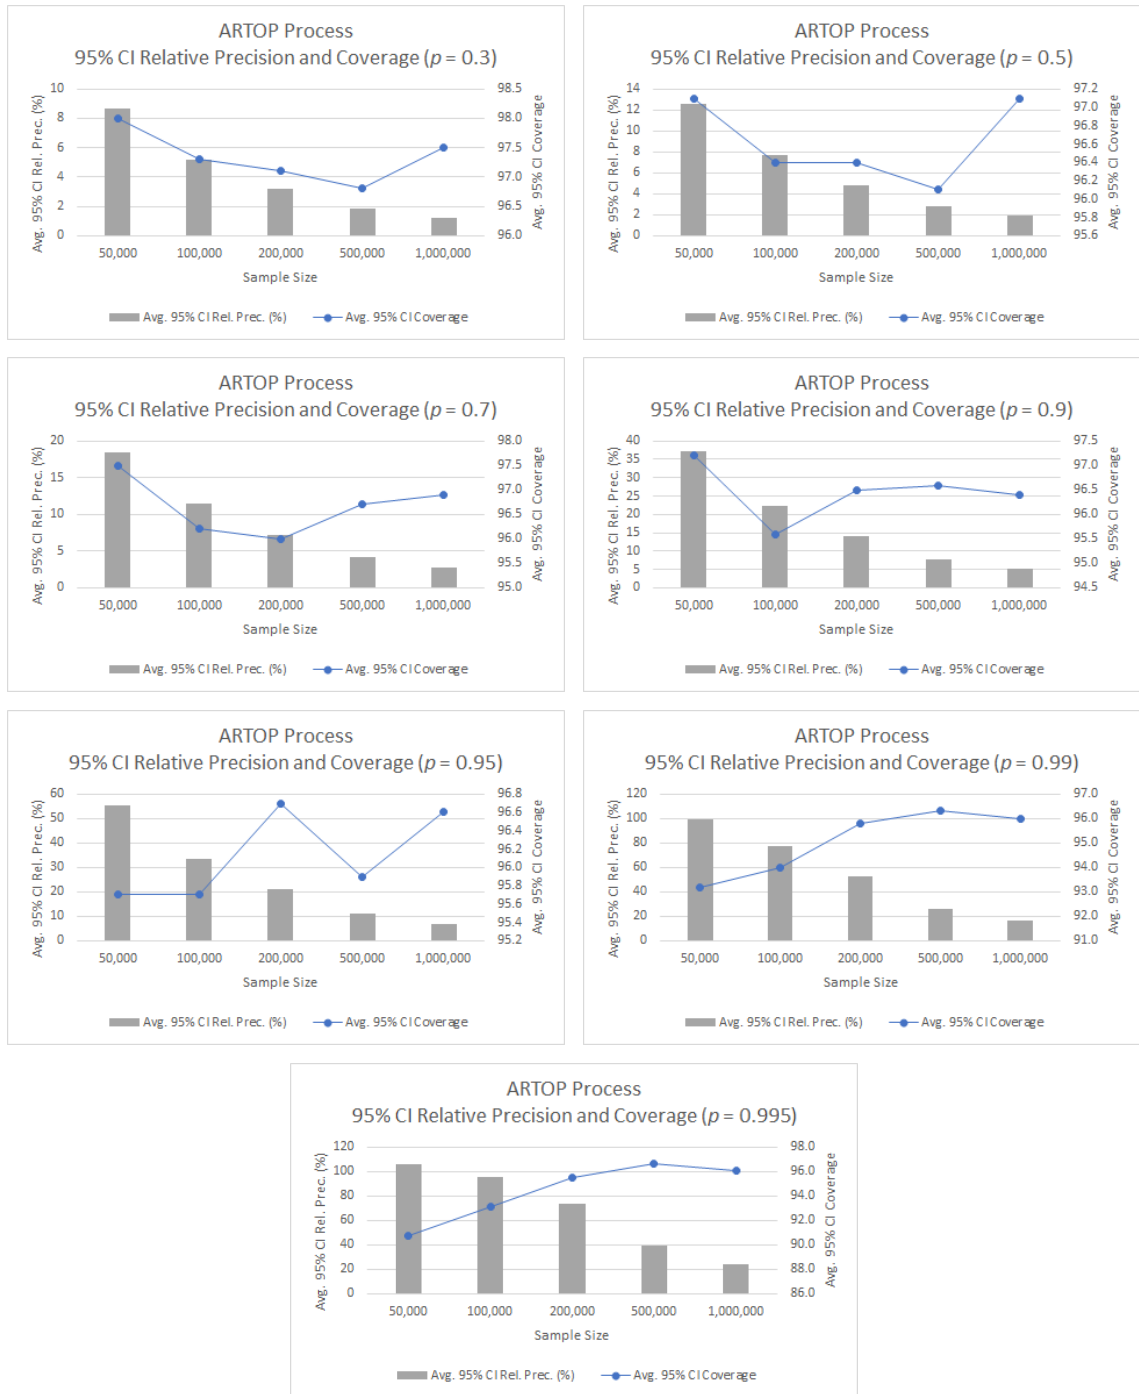 ARTOP Process
95% CI Relative Precision and Coverage (p = 0.3)
Avg. 95% CI Rel. Prec. (%)
10
8
6
4
2
0
98.5
98.0
97.5
97.0
96.5
96.0
Avg. 95% CI Coverage
50,000 100,000 200,000 500,000 1,000,000
Sample Size
Avg. 95% CI Rel. Prec. (%) Avg. 95% CI Coverage
ARTOP Process
95% CI Relative Precision and Coverage (p = 0.5)
Avg. 95% CI Rel. Prec. (%)
14
12
10
8
6
4
2
0
97.2
97.0
96.8
96.6
96.4
96.2
96.0
95.8
95.6
Avg. 95% CI Coverage
50,000 100,000 200,000 500,000 1,000,000
Sample Size
Avg. 95% CI Rel. Prec. (%) Avg. 95% CI Coverage
ARTOP Process
95% CI Relative Precision and Coverage (p = 0.7)
Avg. 95% CI Rel. Prec. (%)
20
15
10
5
0
98.0
97.5
97.0
96.5
96.0
95.5
95.0
Avg. 95% CI Coverage
50,000 100,000 200,000 500,000 1,000,000
Sample Size
Avg. 95% CI Rel. Prec. (%) Avg. 95% CI Coverage
ARTOP Process
95% CI Relative Precision and Coverage (p = 0.9)
Avg. 95% CI Rel. Prec. (%)
40
35
30
25
20
15
10
5
0
97.5
97.0
96.5
96.0
95.5
95.0
94.5
Avg. 95% CI Coverage
50,000 100,000 200,000 500,000 1,000,000
Sample Size
Avg. 95% CI Rel. Prec. (%) Avg. 95% CI Coverage
ARTOP Process
95% CI Relative Precision and Coverage (p = 0.95)
Avg. 95% CI Rel. Prec. (%)
60
50
40
30
20
10
0
96.8
96.6
96.4
96.2
96.0
95.8
95.6
95.4
95.2
Avg. 95% CI Coverage
50,000 100,000 200,000 500,000 1,000,000
Sample Size
Avg. 95% CI Rel. Prec. (%) Avg. 95% CI Coverage
ARTOP Process
95% CI Relative Precision and Coverage (p = 0.99)
Avg. 95% CI Rel. Prec. (%)
120
100
80
60
40
20
0
97.0
96.0
95.0
94.0
93.0
92.0
91.0
Avg. 95% CI Coverage
50,000 100,000 200,000 500,000 1,000,000
Sample Size
Avg. 95% CI Rel. Prec. (%) Avg. 95% CI Coverage
ARTOP Process
95% CI Relative Precision and Coverage (p = 0.995)
Avg. 95% CI Rel. Prec. (%)
120
100
80
60
40
20
0
98.0
96.0
94.0
92.0
90.0
88.0
86.0
Avg. 95% CI Coverage
50,000 100,000 200,000 500,000 1,000,000
Sample Size
Avg. 95% CI Rel. Prec. (%) Avg. 95% CI Coverage